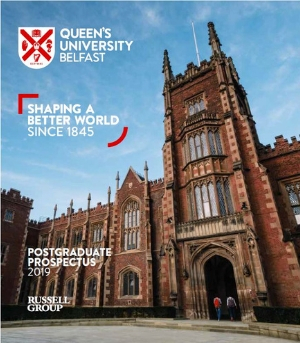 QUEEN'S
UNIVERSITY
BELFAST
SHAPING A
BETTER WORLD
SINCE 1845
POSTGRADUATE
PROSPECTUS
2019
RUSSELL
GROUP